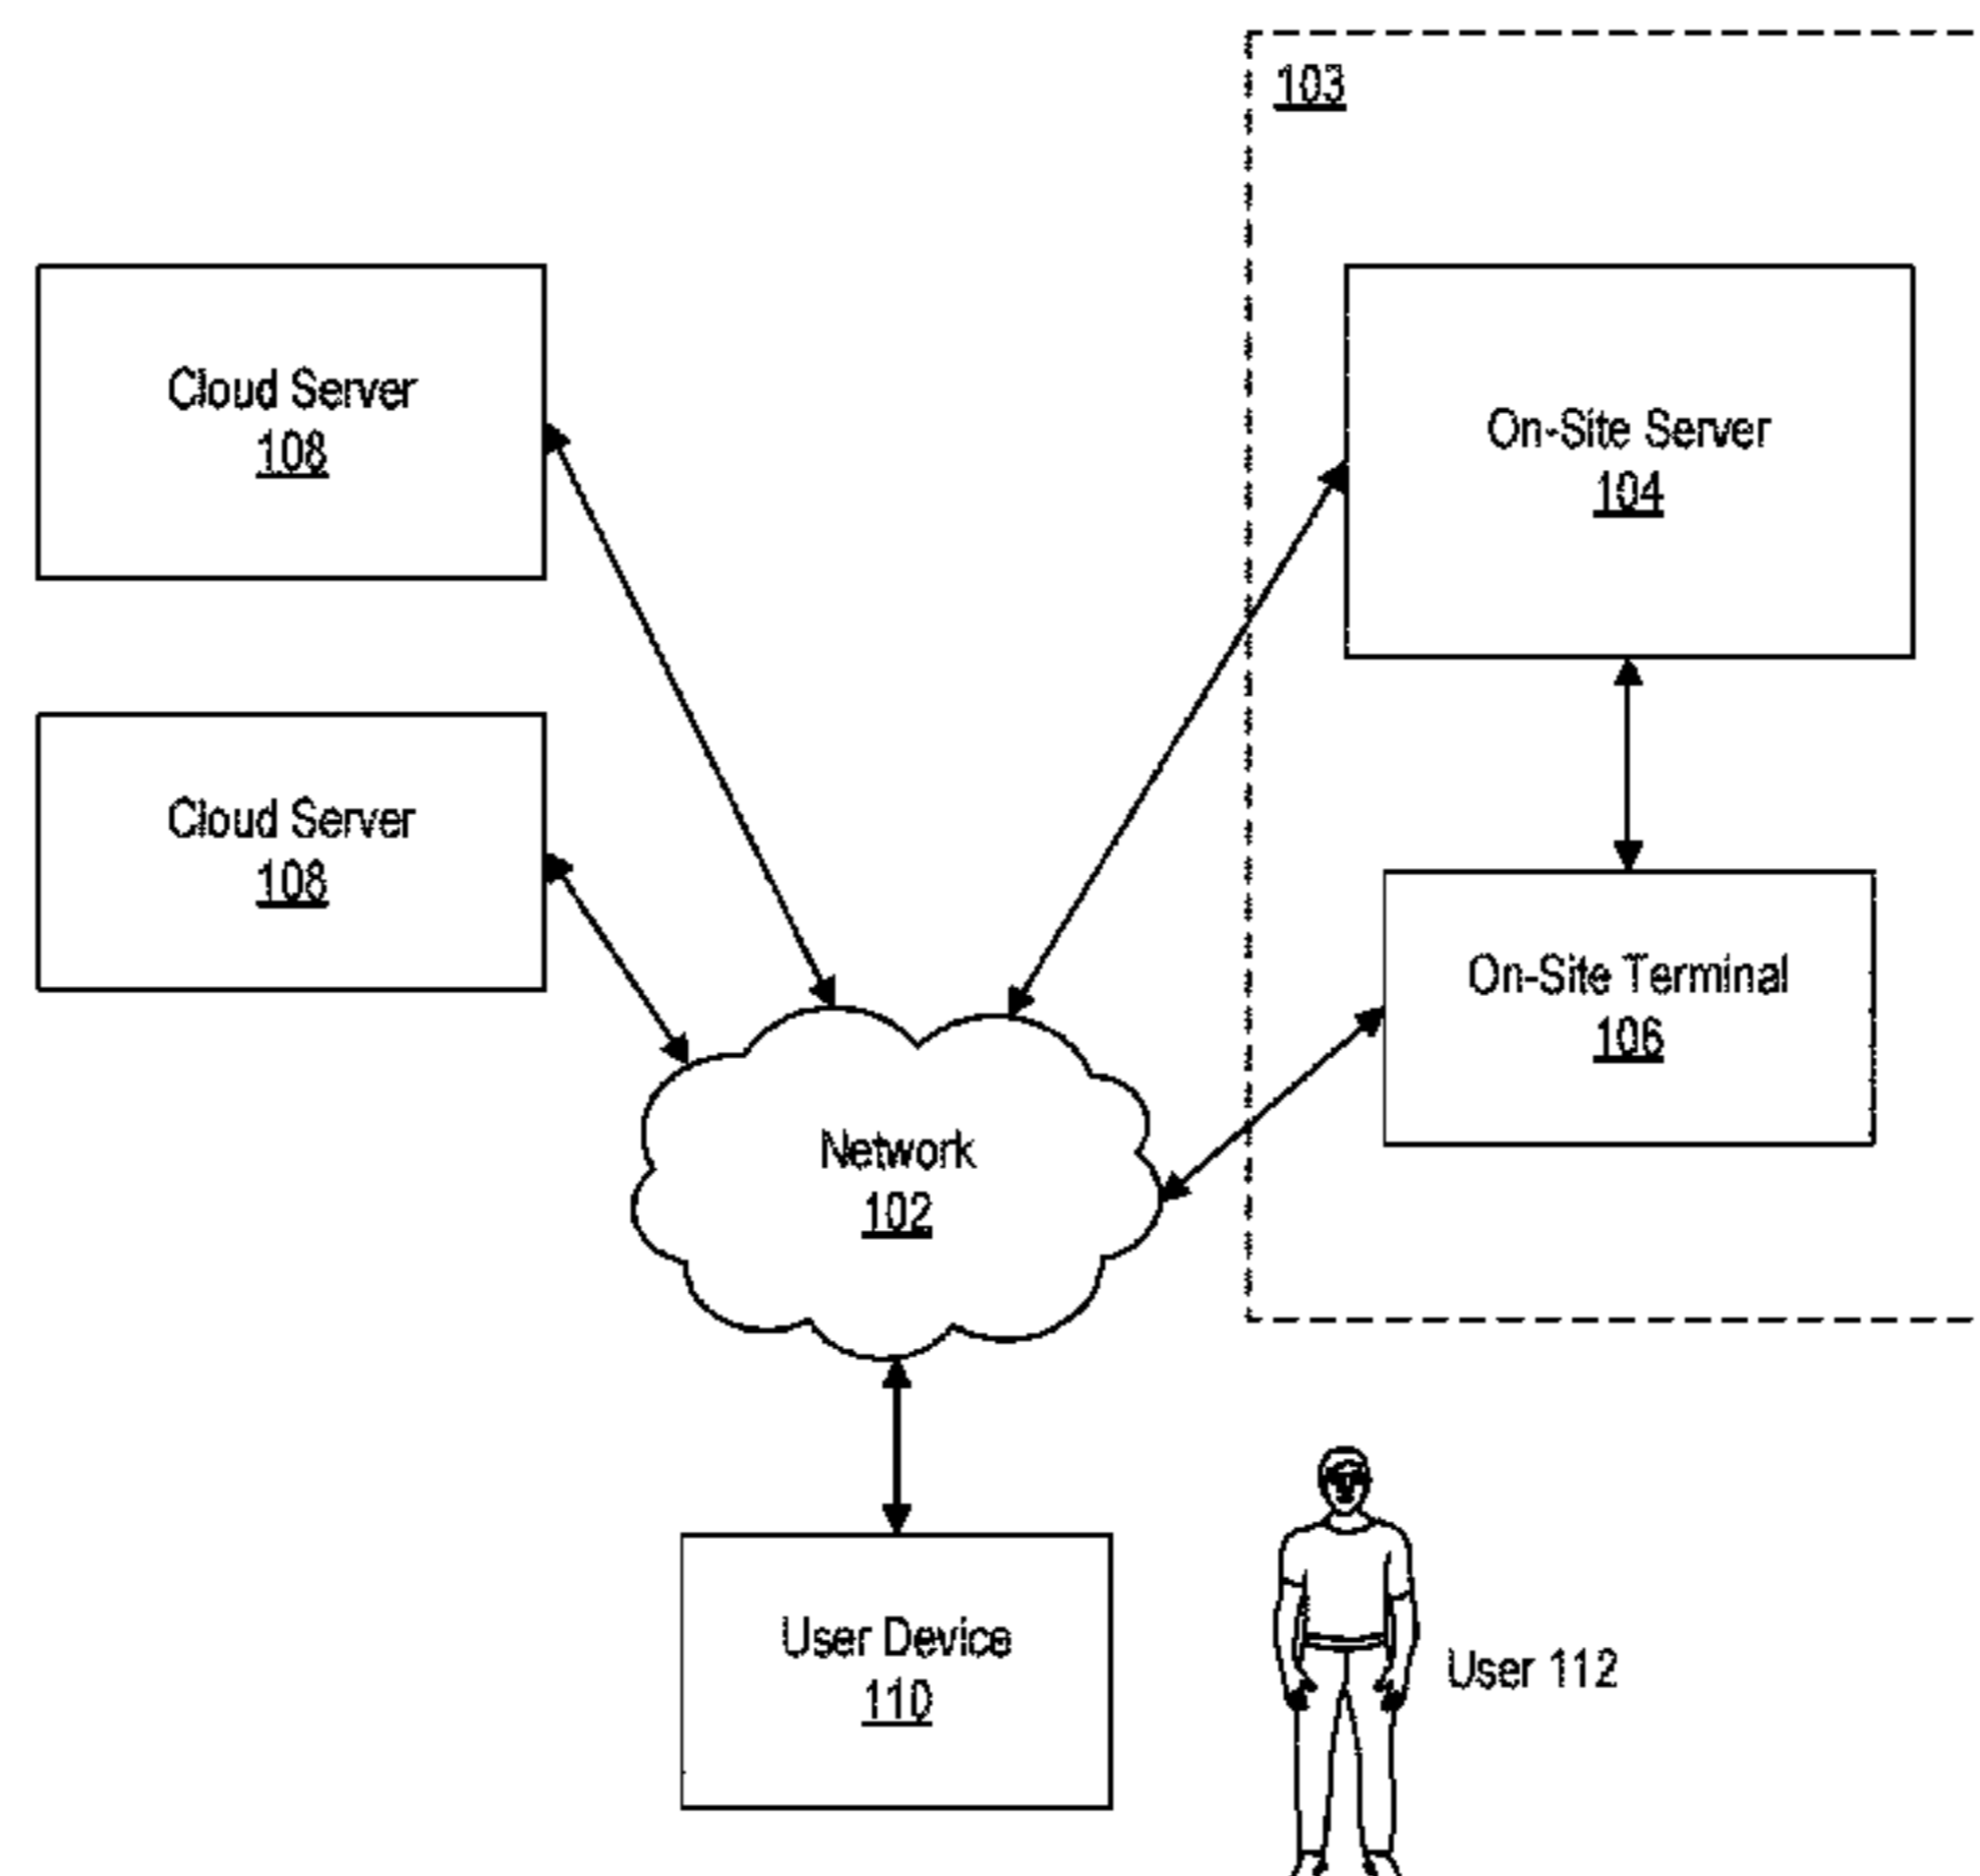 103
Cloud Server
108
On-Site Server
104
Cloud Server
108
On-Site Terminal
106
Network
102
User Device
110
User 112